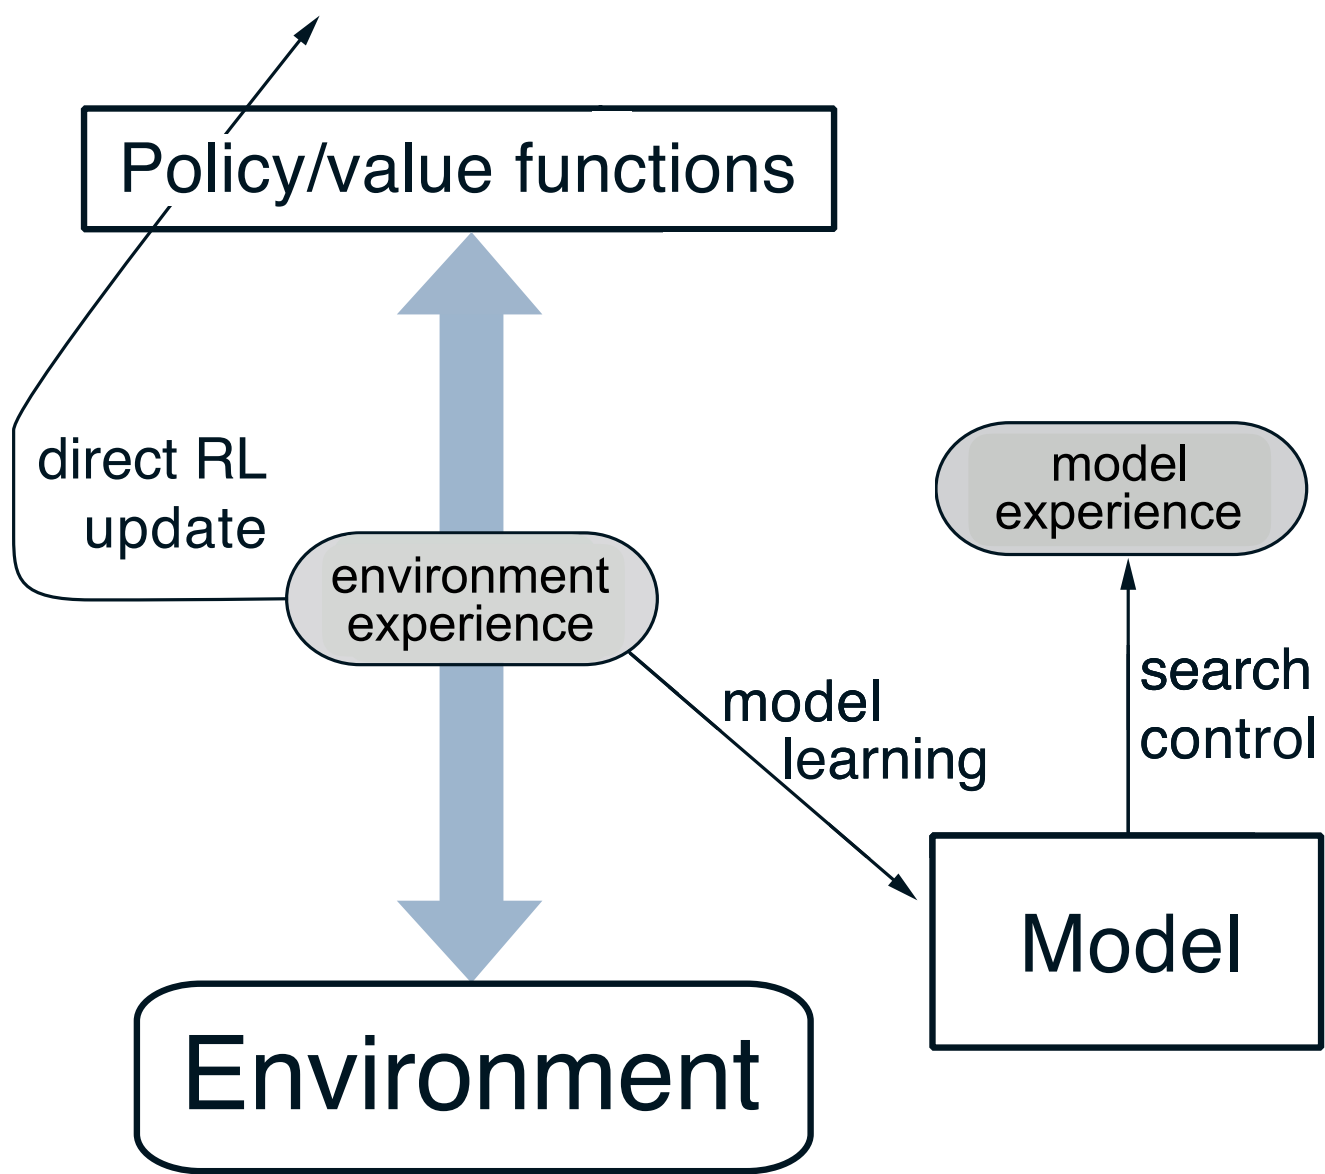 Policy/value functions
direct RL
update
model
experience
environment
experience
search
control
model
learning
Model
Environment